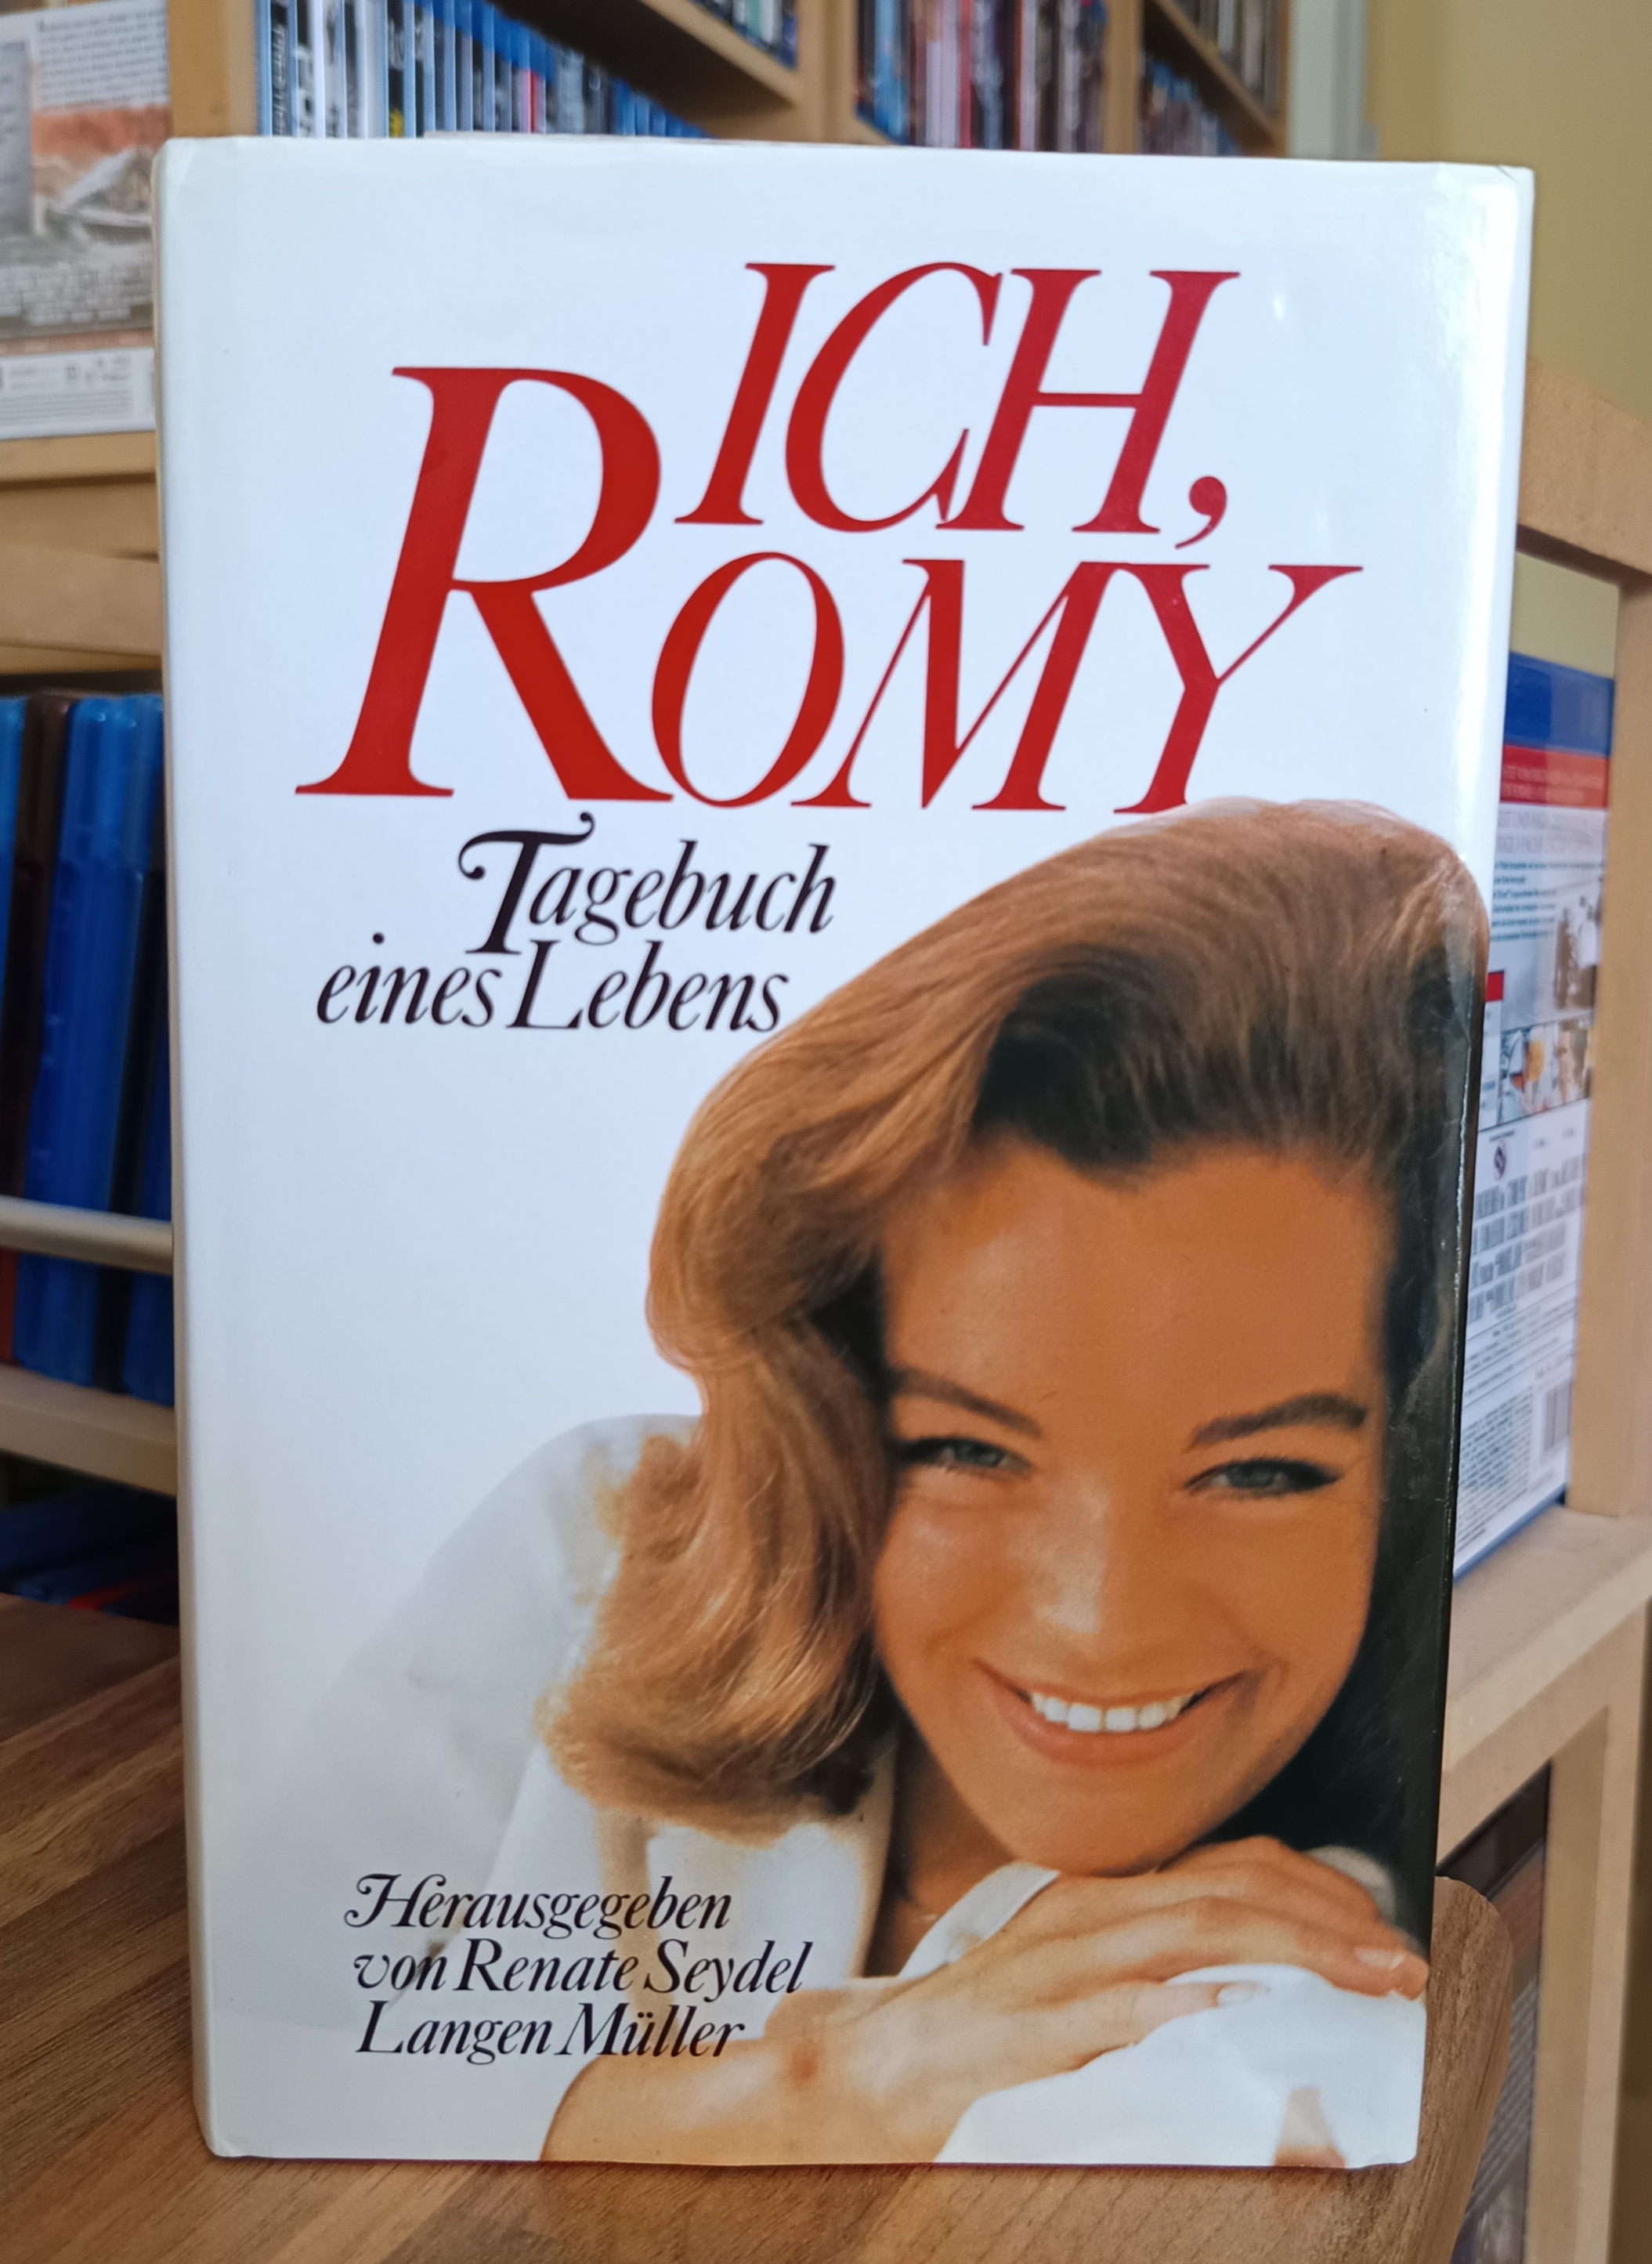 ICH,
ROMY
Tagebuch
eines Lebens
Herausgegeben
von Renate Seydel
Langen Müller